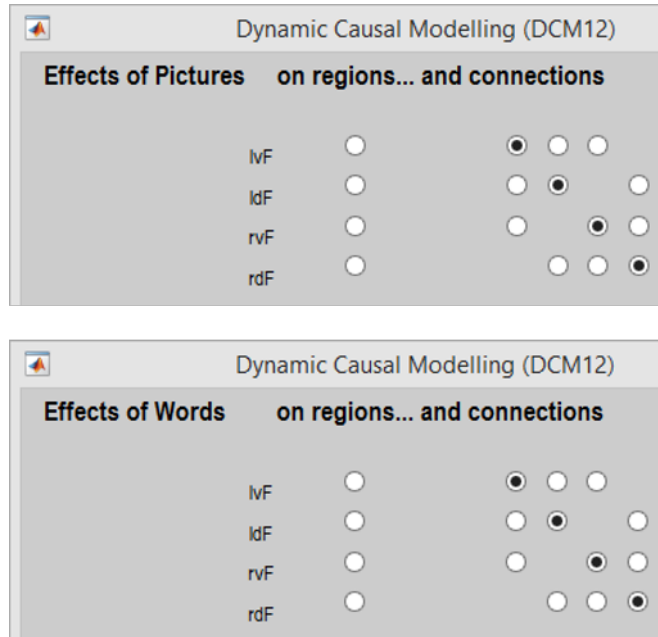 Dynamic Causal Modelling (DCM12)
Effects of Pictures on regions... and connections
lvF
ldF
rvF
rdF
Dynamic Causal Modelling (DCM12)
Effects of Words on regions... and connections
lvF
ldF
rvF
rdF